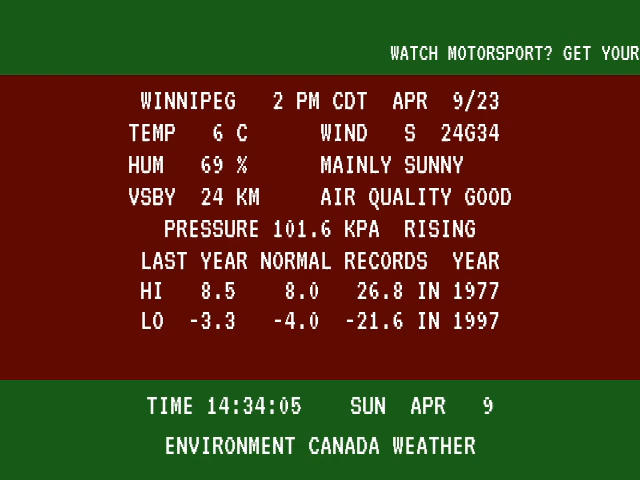 WATCH MOTORSPORT? GET YOUR
WINNIPEG 2 PM CDT APR 9/23
TEMP 6 C WIND S 24G34
HUM 69 % MAINLY SUNNY
VSBY 24 KM AIR QUALITY GOOD
PRESSURE 101.6 KPA RISING
LAST YEAR NORMAL RECORDS YEAR
HI 8.5 8.0 26.8 IN 1977
LO -3.3 -4.0 -21.6 IN 1997
TIME 14:34:05 SUN APR 9
ENVIRONMENT CANADA WEATHER